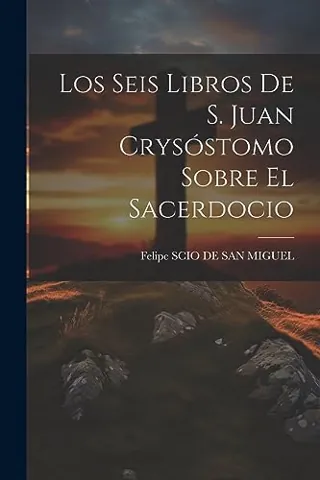 Los Seis Libros De
S. Juan
Crysóstomo
Sobre El
Sacerdocio
Felipe SCIO DE SAN MIGUEL